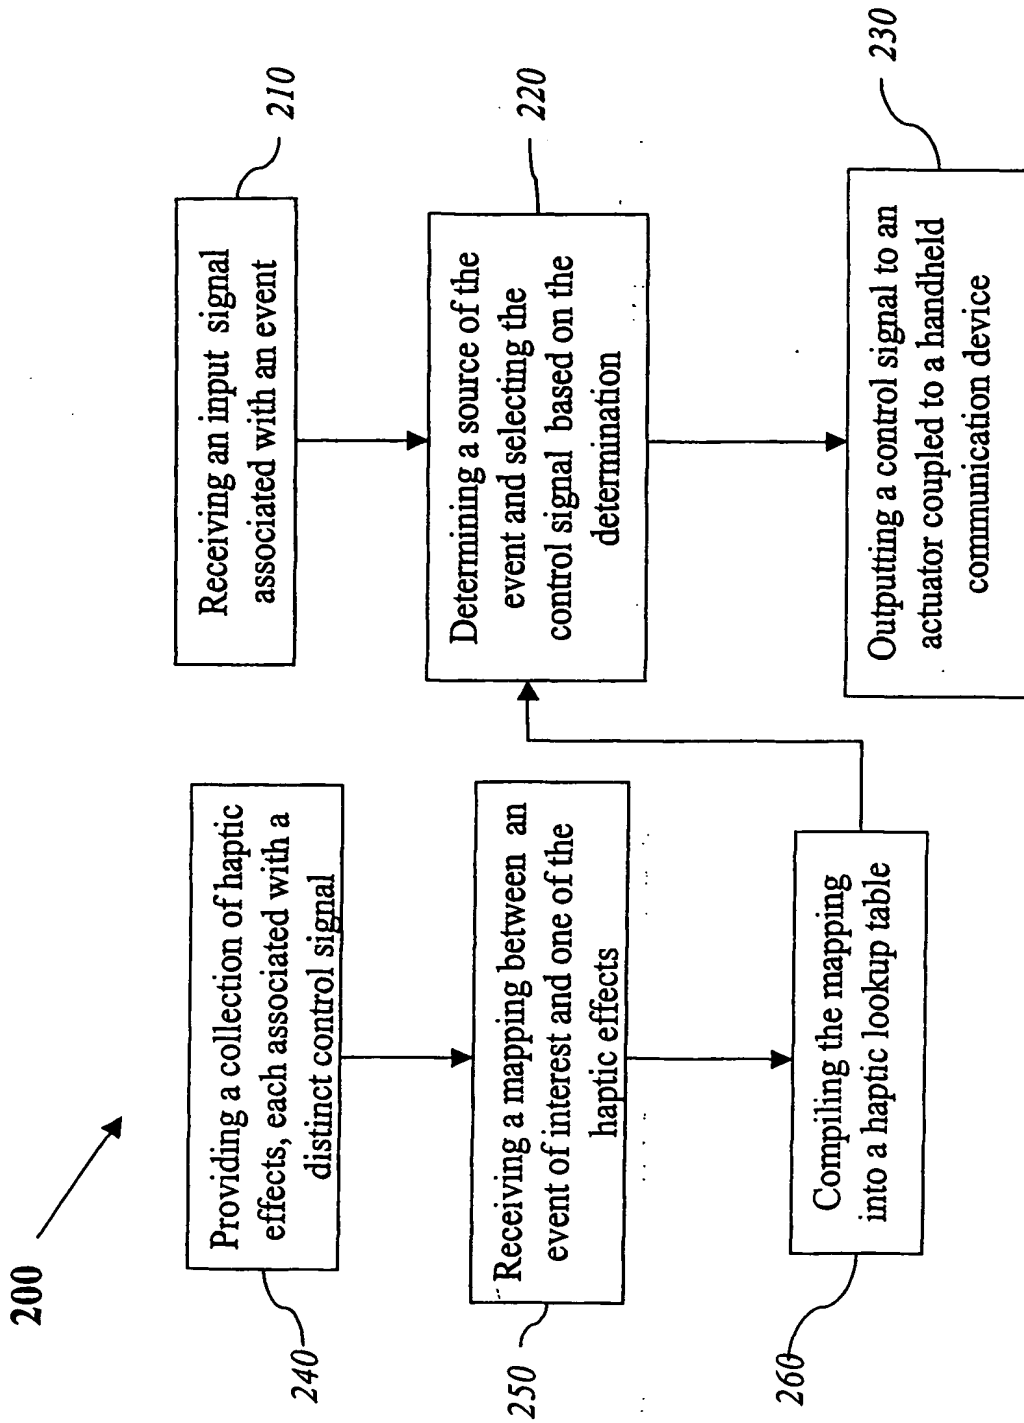 200
240
Providing a collection of haptic
effects, each associated with a
distinct control signal
250
Receiving a mapping between an
event of interest and one of the
haptic effects
260
Compiling the mapping
into a haptic lookup table
Receiving an input signal
associated with an event
210
Determining a source of the
event and selecting the
control signal based on the
determination
220
Outputting a control signal to an
actuator coupled to a handheld
communication device
230